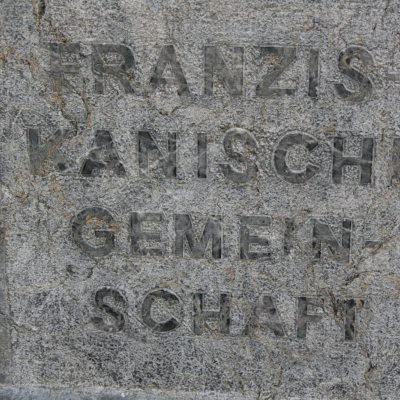 FRANZIS-
KANISCH
GEMEIN-
SCHAFT